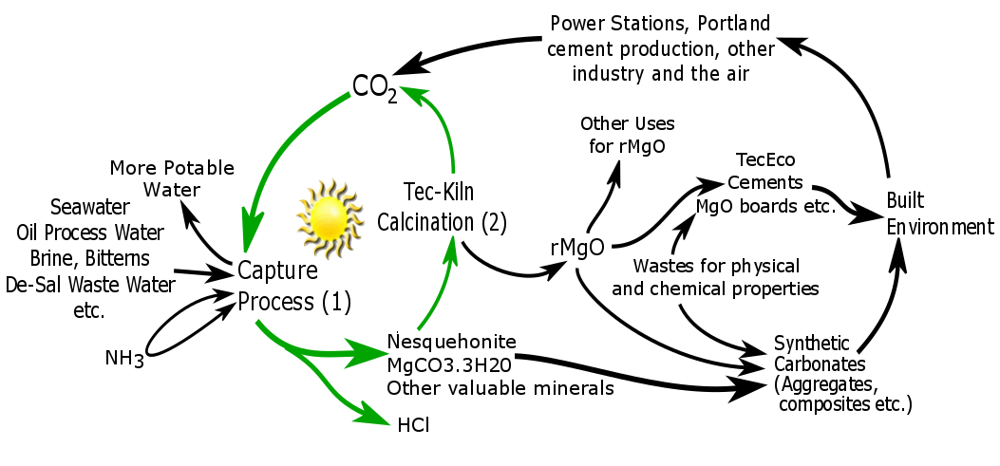 Power Stations, Portland
cement production, other
industry and the air
CO2
Other Uses
for rMgO
More Potable
Water
TecEco
Cements
MgO boards etc.
Tec-Kiln
Calcination (2)
Seawater
Oil Process Water
Brine, Bitterns
De-Sal Waste Water
etc.
Built
Environment
rMgO
Capture
Process (1)
Wastes for physical
and chemical properties
NH3
Nesquehonite
MgCO3.3H2O
Other valuable minerals
Synthetic
Carbonates
(Aggregates,
composites etc.)
HCl